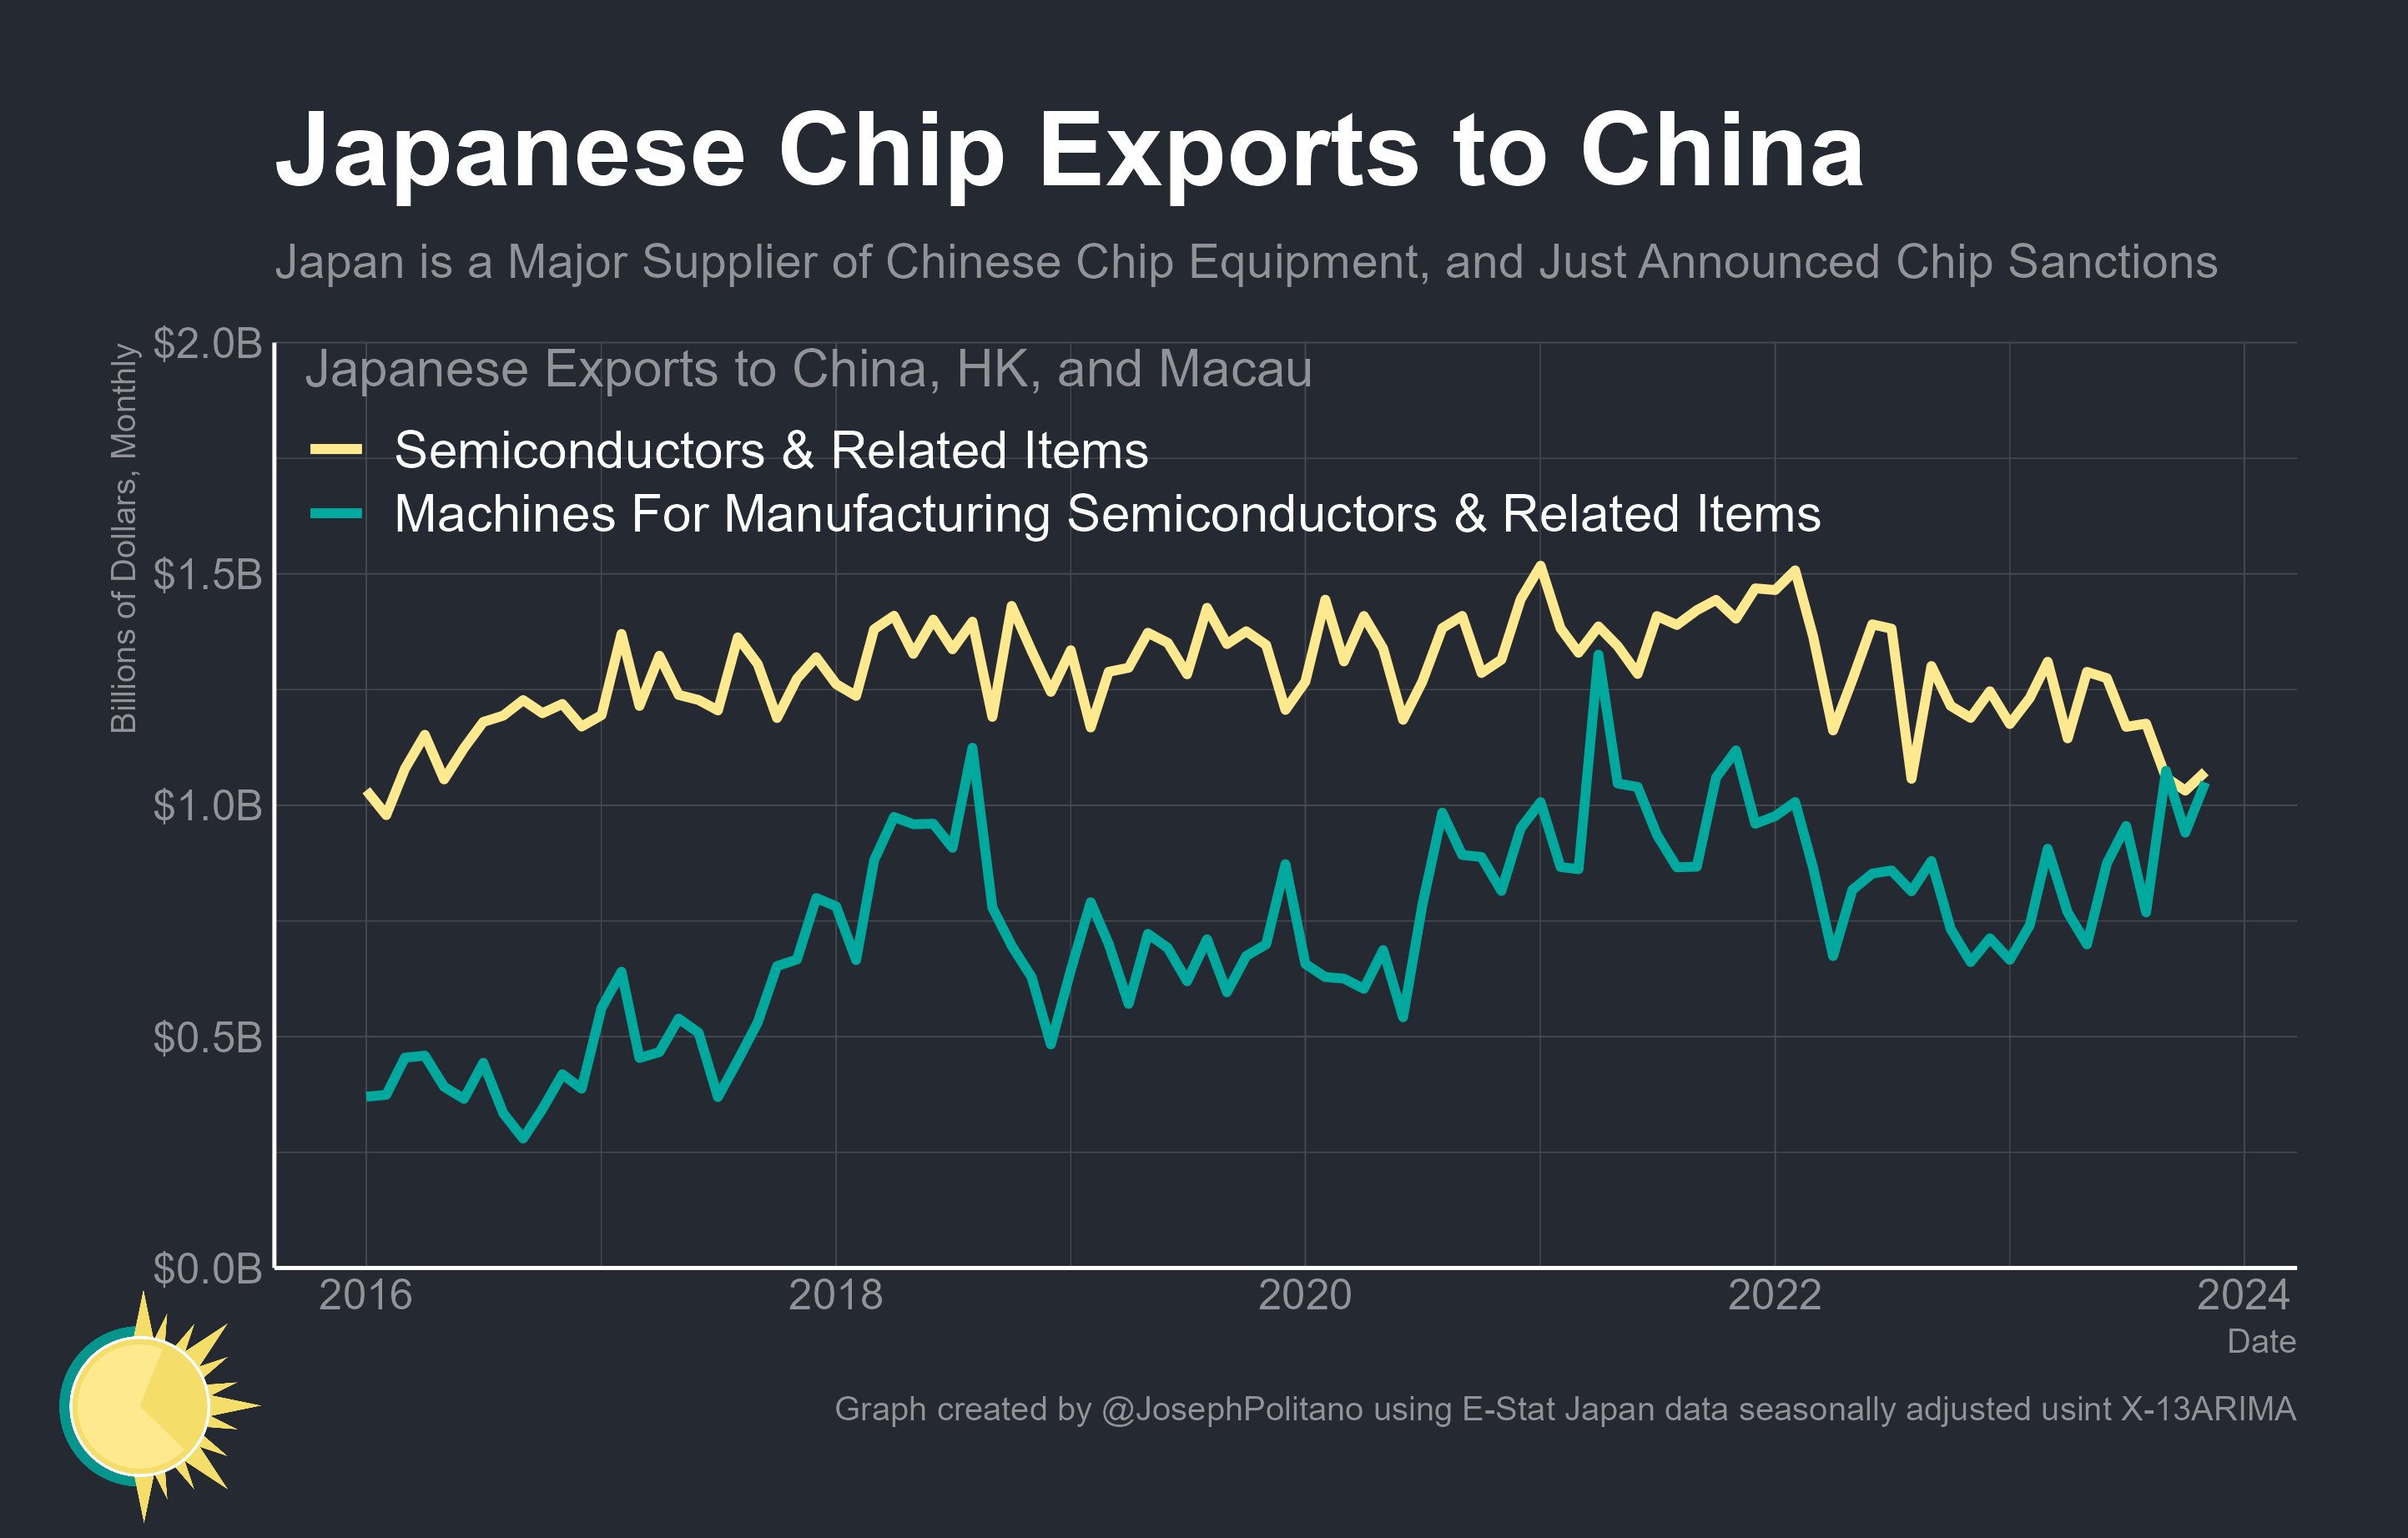 Japanese Chip Exports to China
Japan is a Major Supplier of Chinese Chip Equipment, and Just Announced Chip Sanctions
Billions of Dollars, Monthly
$2.0B
$1.5B
$1.0B
$0.5B
$0.0B
Japanese Exports to China, HK, and Macau
Semiconductors & Related Items
Machines For Manufacturing Semiconductors & Related Items
2016
2018
2020
2022
2024
Date
Graph created by @JosephPolitano using E-Stat Japan data seasonally adjusted usint X-13ARIMA